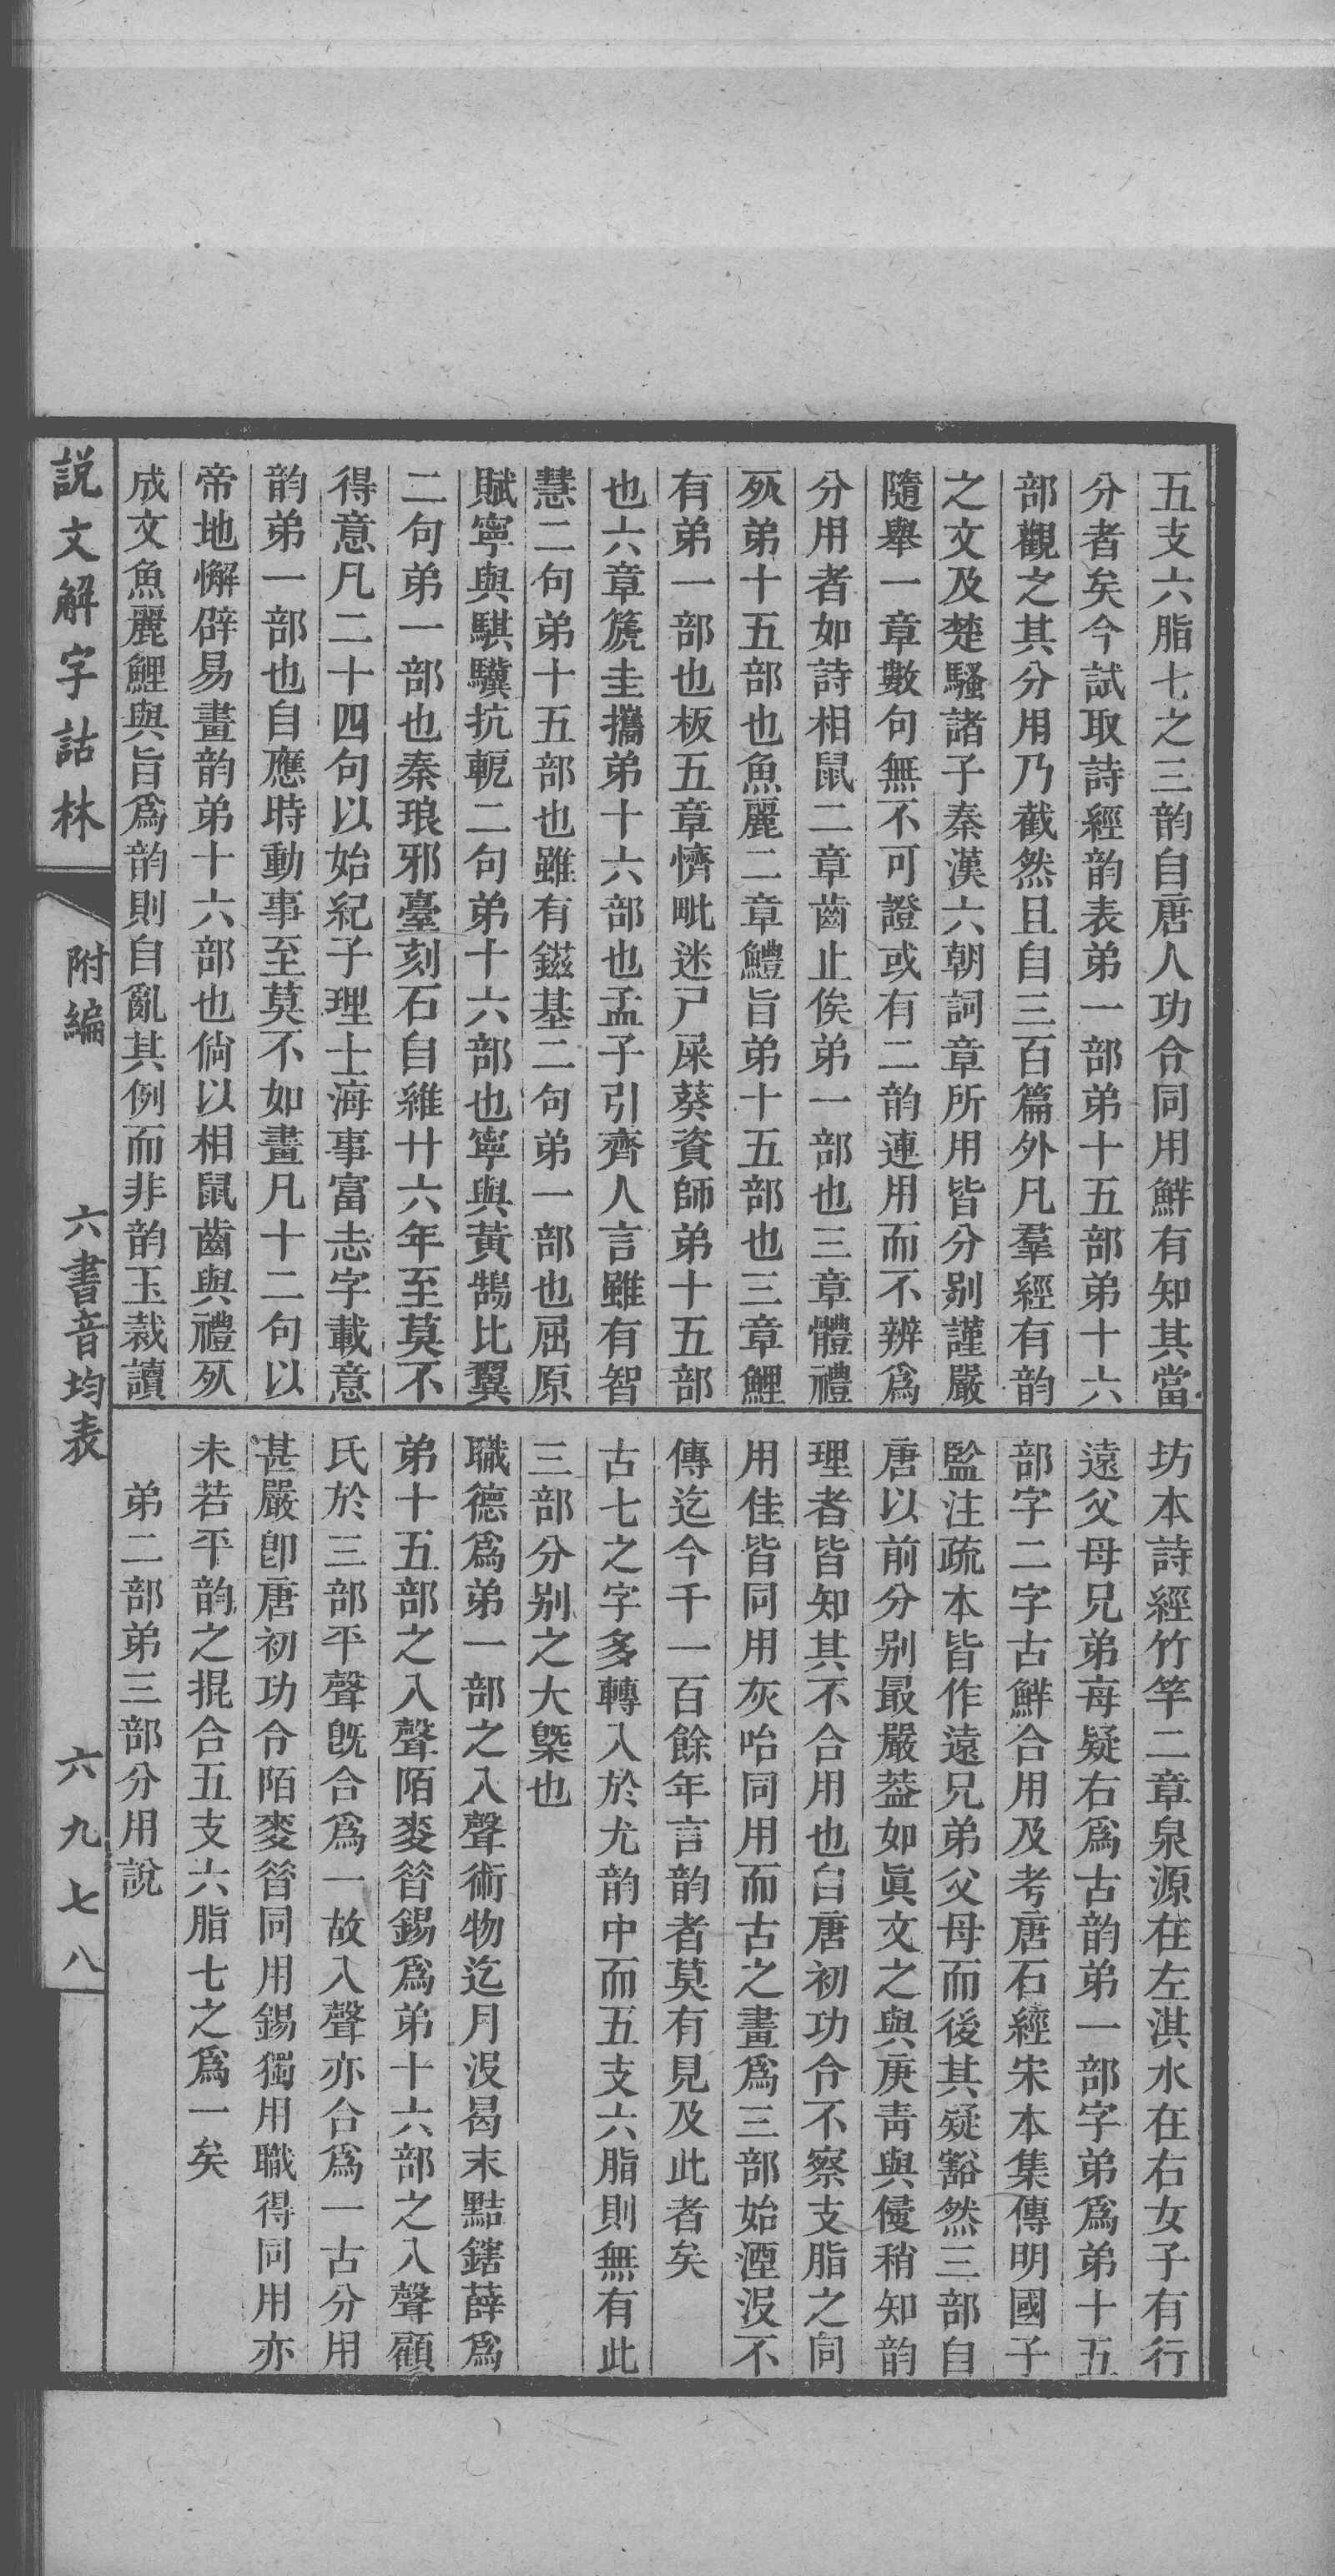 五支六脂七之三韵自唐人功令同用鮮有知其當
分者矣今試取詩經韵表弟一部弟十五部弟十六
部觀之其分用乃截然且自三百篇外凡羣經有韵
之文及楚騷諸子秦漢六朝詞章所用皆分别謹嚴
隨舉一章數句無不可證或有二韵連用而不辨爲
分用者如詩相鼠二章齒止俟弟一部也三章體禮
死弟十五部也魚麗二章鱧旨弟十五部也三章鯉
有弟一部也板五章懠毗迷尸屎葵資師弟十五部
也六章篪圭攜弟十六部也孟子引齊人言雖有智
慧二句弟十五部也雖有鎡基二句弟一部也屈原
賦寧與騏驥抗軛二句弟十六部也寧與黃鵠比翼
二句弟一部也秦琅邪臺刻石自維廿六年至莫不
得意凡二十四句以始紀子理士海事富志字載意
韵弟一部也自應時動事至莫不如畫凡十二句以
帝地懈辟易畫韵弟十六部也倘以相鼠齒與禮死
成文魚麗鯉與旨爲韵則自亂其例而非韵玉裁讀
坊本詩經竹竿二章泉源在左淇水在右女子有行
遠父母兄弟每疑右爲古韵弟一部字弟爲弟十五
部字二字古鮮合用及考唐石經宋本集傳明國子
監注疏本皆作遠兄弟父母而後其疑豁然三部自
唐以前分别最嚴葢如眞文之與庚青與侵稍知韵
理者皆知其不合用也自唐初功令不察支脂之同
用佳皆同用灰咍同用而古之畫爲三部始湮没不
傳迄今千一百餘年言韵者莫有見及此者矣
古七之字多轉入於尤韵中而五支六脂則無有此
三部分别之大槩也
職德爲弟一部之入聲術物迄月没曷末黠鎋薛爲
弟十五部之入聲陌麥昝錫爲弟十六部之入聲顧
氏於三部平聲旣合爲一故入聲亦合爲一古分用
甚嚴卽唐初功令陌麥昝同用錫獨用職得同用亦
未若平韵之掍合五支六脂七之爲一矣
弟二部弟三部分用說
説文解字詁林
附編
六書音均表
六九七八